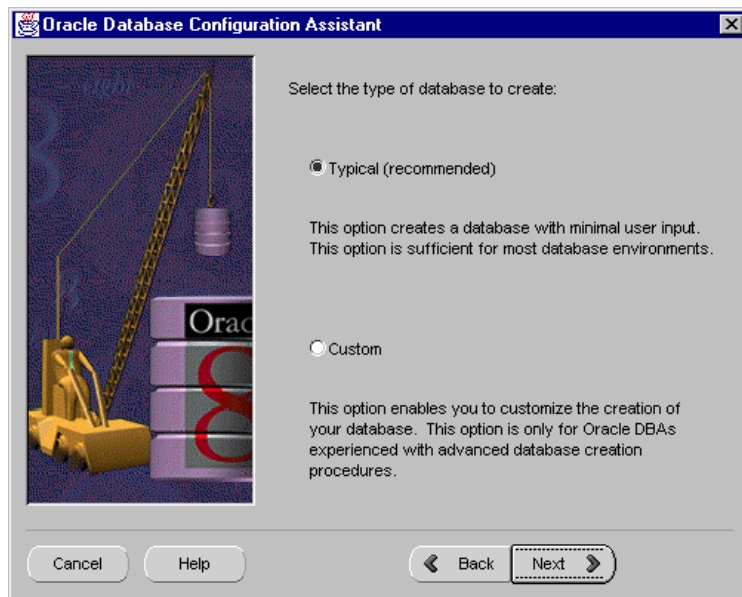 Oracle Database Configuration Assistant
Select the type of database to create:
Typical (recommended)
This option creates a database with minimal user input.
This option is sufficient for most database environments.
Custom
This option enables you to customize the creation of
your database. This option is only for Oracle DBAs
experienced with advanced database creation
procedures.
Orac
8
Cancel
Help
Back
Next